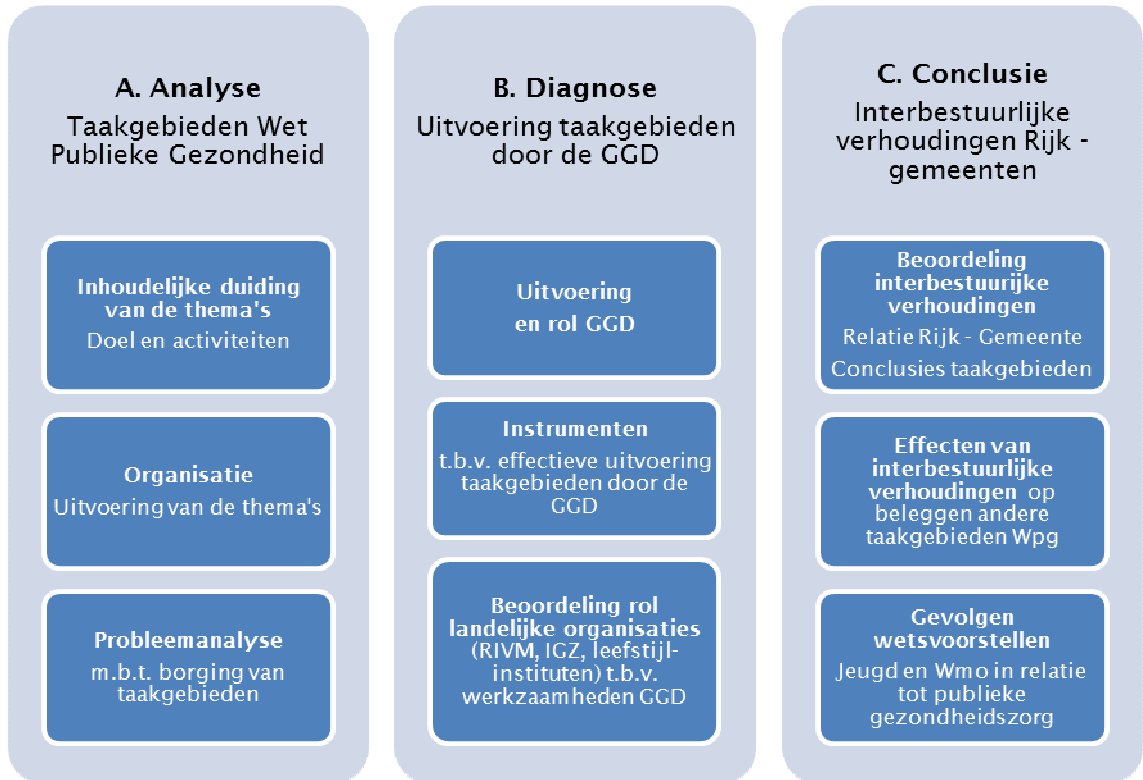 A. Analyse
Taakgebieden Wet
Publieke Gezondheid
Inhoudelijke duiding
van de thema's
Doel en activiteiten
Organisatie
Uitvoering van de thema's
Probleemanalyse
m.b.t. borging van
taakgebieden
B. Diagnose
Uitvoering taakgebieden
door de GGD
Uitvoering
en rol GGD
Instrumenten
t.b.v. effectieve uitvoering
taakgebieden door de
GGD
Beoordeling rol
landelijke organisaties
(RIVM, IGZ, leefstijl-
instituten) t.b.v.
werkzaamheden GGD
C. Conclusie
Interbestuurlijke
verhoudingen Rijk -
gemeenten
Beoordeling
interbestuurijke
verhoudingen
Relatie Rijk - Gemeente
Conclusies taakgebieden
Effecten van
interbestuurlijke
verhoudingen op
beleggen andere
taakgebieden Wpg
Gevolgen
wetsvoorstellen
Jeugd en Wmo in relatie
tot publieke
gezondheidszorg